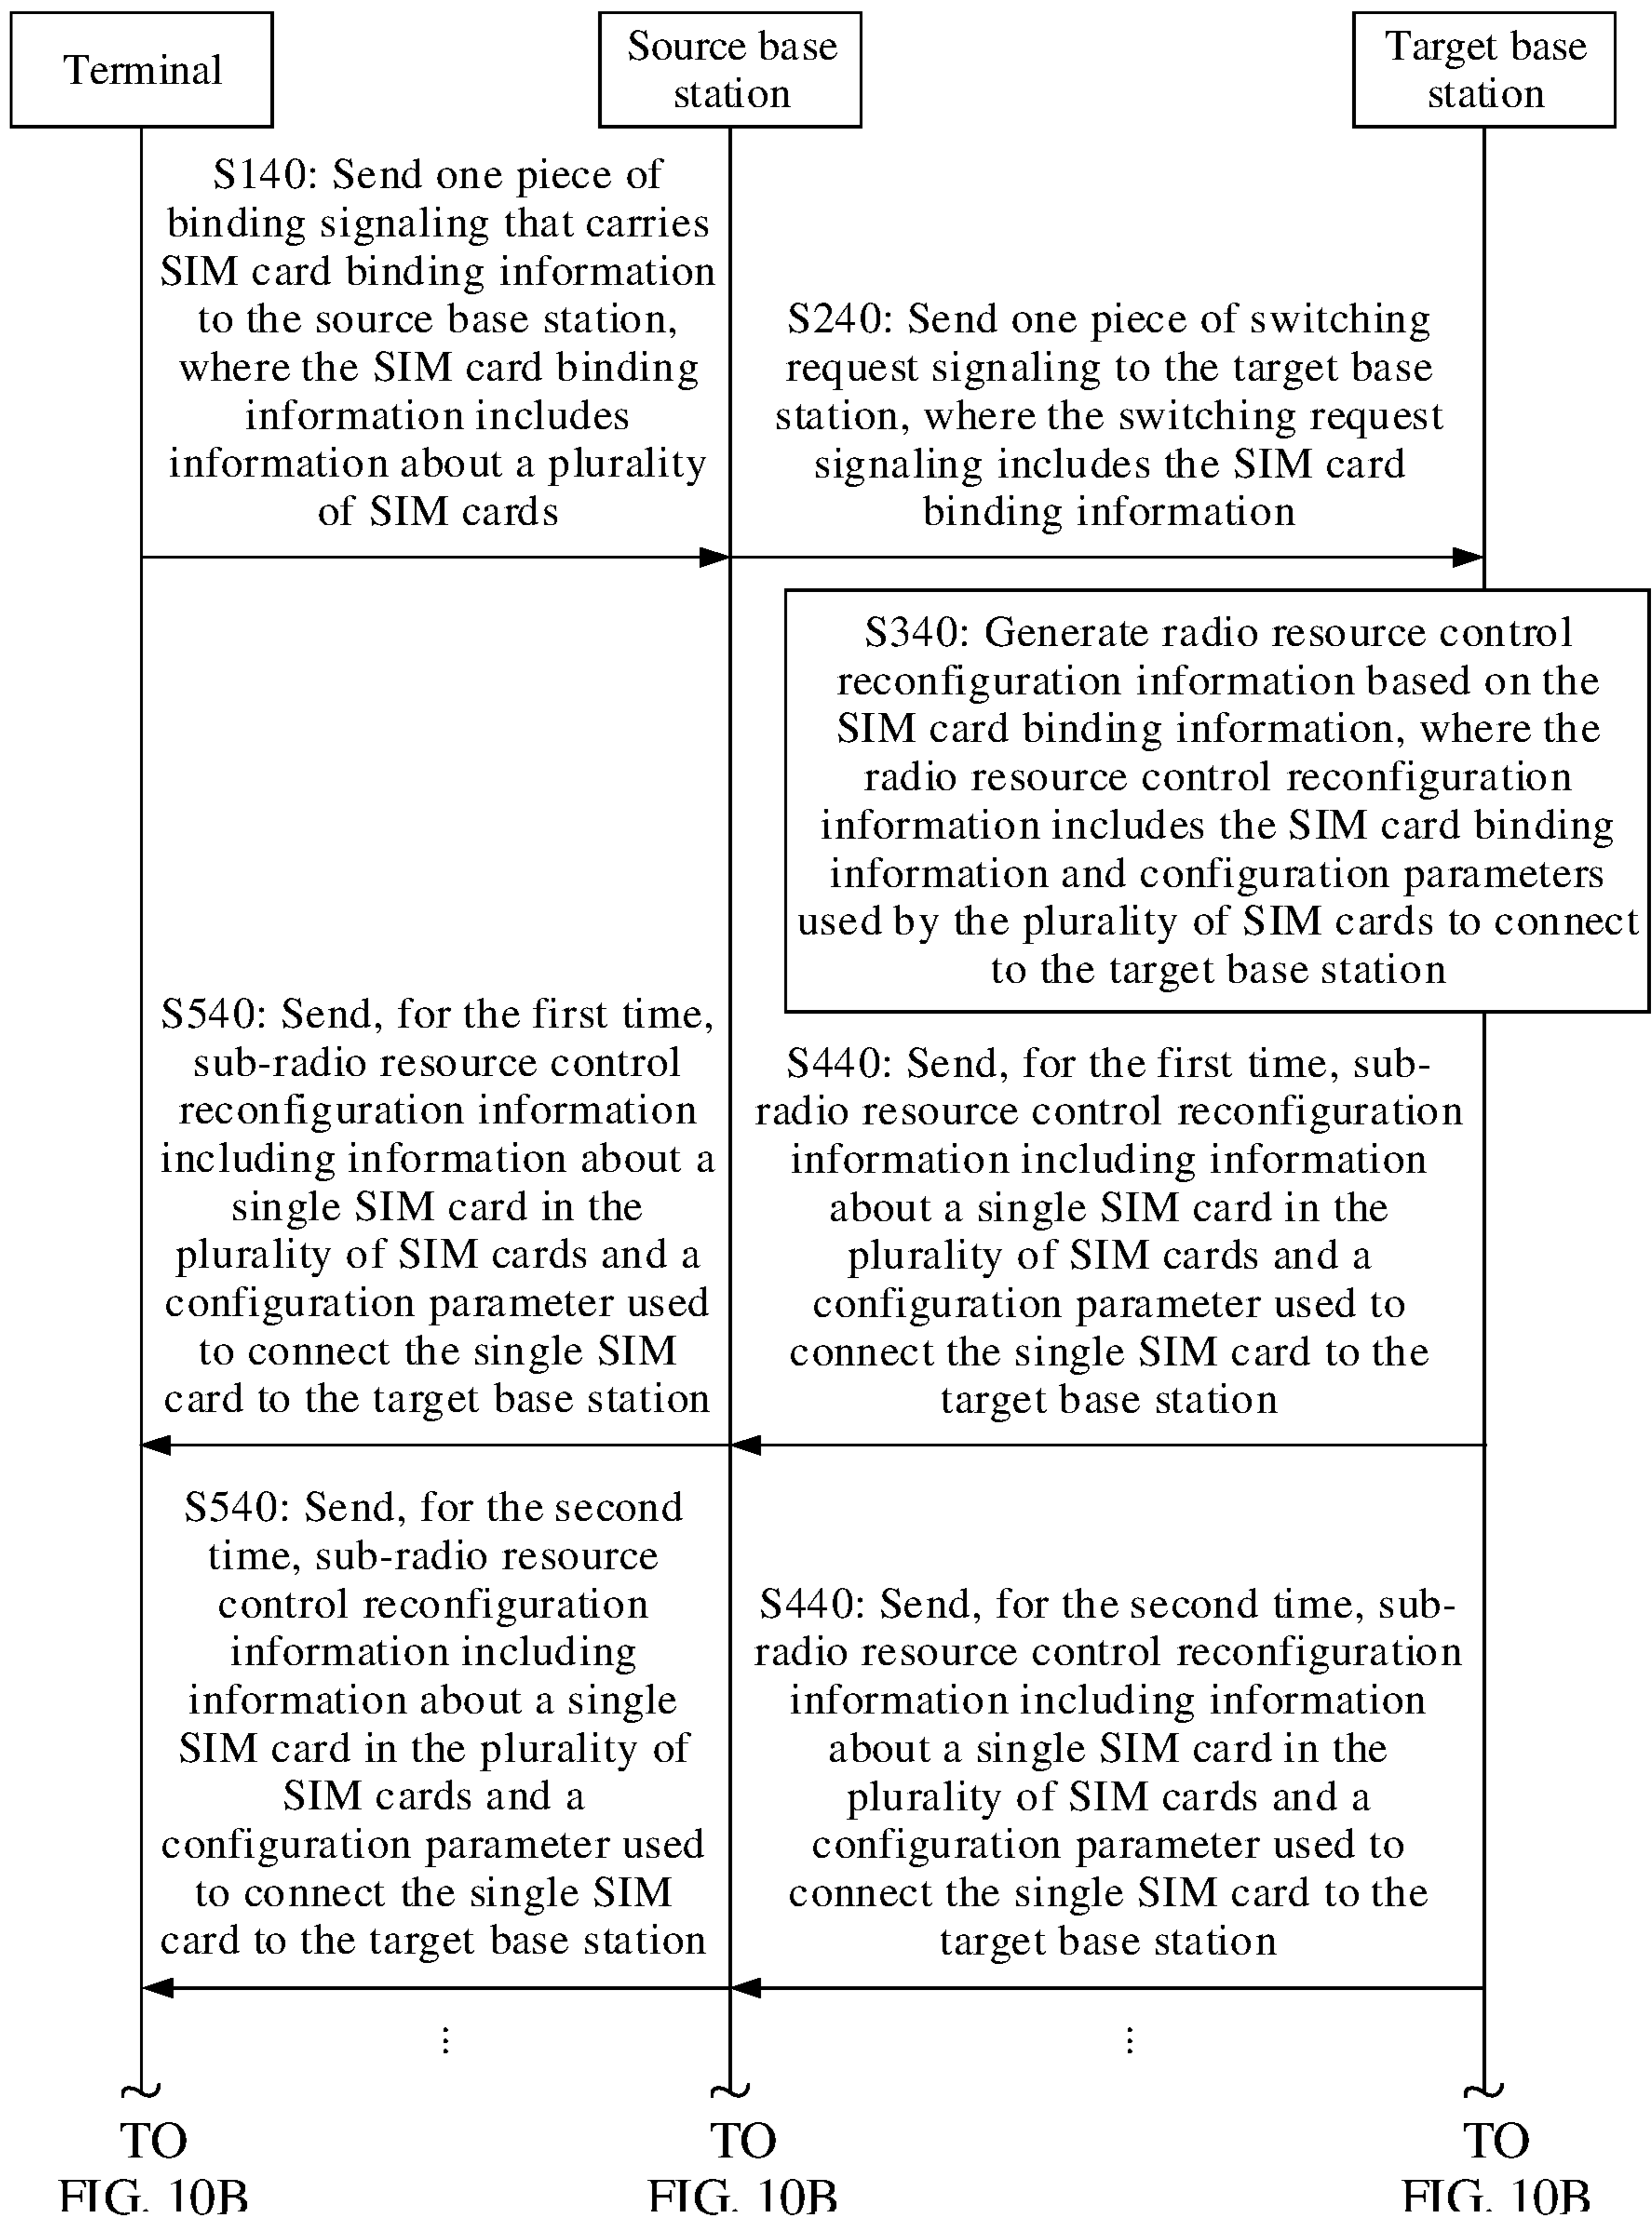 Terminal
Source base
station
Target base
station
S140: Send one piece of
binding signaling that carries
SIM card binding information
to the source base station,
where the SIM card binding
information includes
information about a plurality
of SIM cards
S240: Send one piece of switching
request signaling to the target base
station, where the switching request
signaling includes the SIM card
binding information
S340: Generate radio resource control
reconfiguration information based on the
SIM card binding information, where the
radio resource control reconfiguration
information includes the SIM card binding
information and configuration parameters
used by the plurality of SIM cards to connect
to the target base station
S540: Send, for the first time,
sub-radio resource control
reconfiguration information
including information about a
single SIM card in the
plurality of SIM cards and a
configuration parameter used
to connect the single SIM
card to the target base station
S440: Send, for the first time, sub-
radio resource control reconfiguration
information including information
about a single SIM card in the
plurality of SIM cards and a
configuration parameter used to
connect the single SIM card to the
target base station
S540: Send, for the second
time, sub-radio resource
control reconfiguration
information including
information about a single
SIM card in the plurality of
SIM cards and a
configuration parameter used
to connect the single SIM
card to the target base station
S440: Send, for the second time, sub-
radio resource control reconfiguration
information including information
about a single SIM card in the
plurality of SIM cards and a
configuration parameter used to
connect the single SIM card to the
target base station
...
...
TO
FIG. 10B
TO
FIG. 10B
TO
FIG. 10B